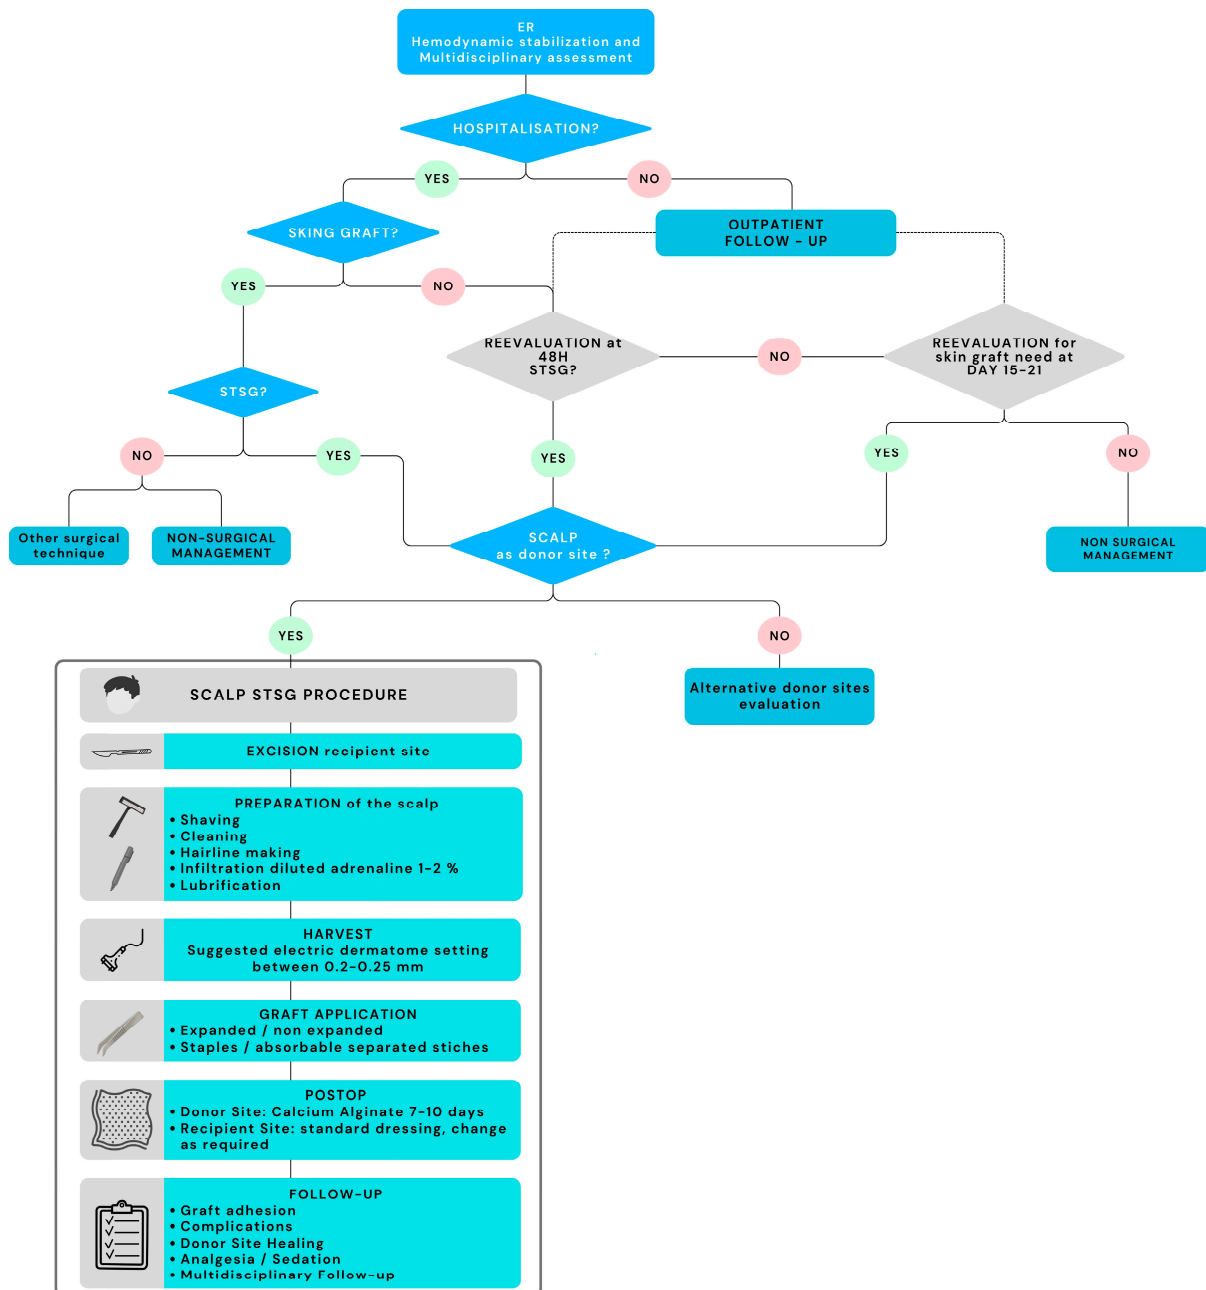 ER
Hemodynamic stabilization and
Multidisciplinary assessment
HOSPITALISATION?
YES
NO
OUTPATIENT
FOLLOW - UP
SKING GRAFT?
YES
NO
REEVALUATION at
48H
STSG?
NO
REEVALUATION for
skin graft need at
DAY 15-21
STSG?
NO
YES
YES
YES
NO
Other surgical
technique
NON-SURGICAL
MANAGEMENT
SCALP
as donor site ?
NON SURGICAL
MANAGEMENT
YES
NO
Alternative donor sites
evaluation
SCALP STSG PROCEDURE
EXCISION recipient site
PREPARATION of the scalp
• Shaving
• Cleaning
• Hairline making
• Infiltration diluted adrenaline 1-2 %
• Lubrification
HARVEST
Suggested electric dermatome setting
between 0.2-0.25 mm
GRAFT APPLICATION
• Expanded / non expanded
• Staples / absorbable separated stiches
POSTOP
• Donor Site: Calcium Alginate 7-10 days
• Recipient Site: standard dressing, change
as required
FOLLOW-UP
• Graft adhesion
• Complications
• Donor Site Healing
• Analgesia / Sedation
• Multidisciplinary Follow-up